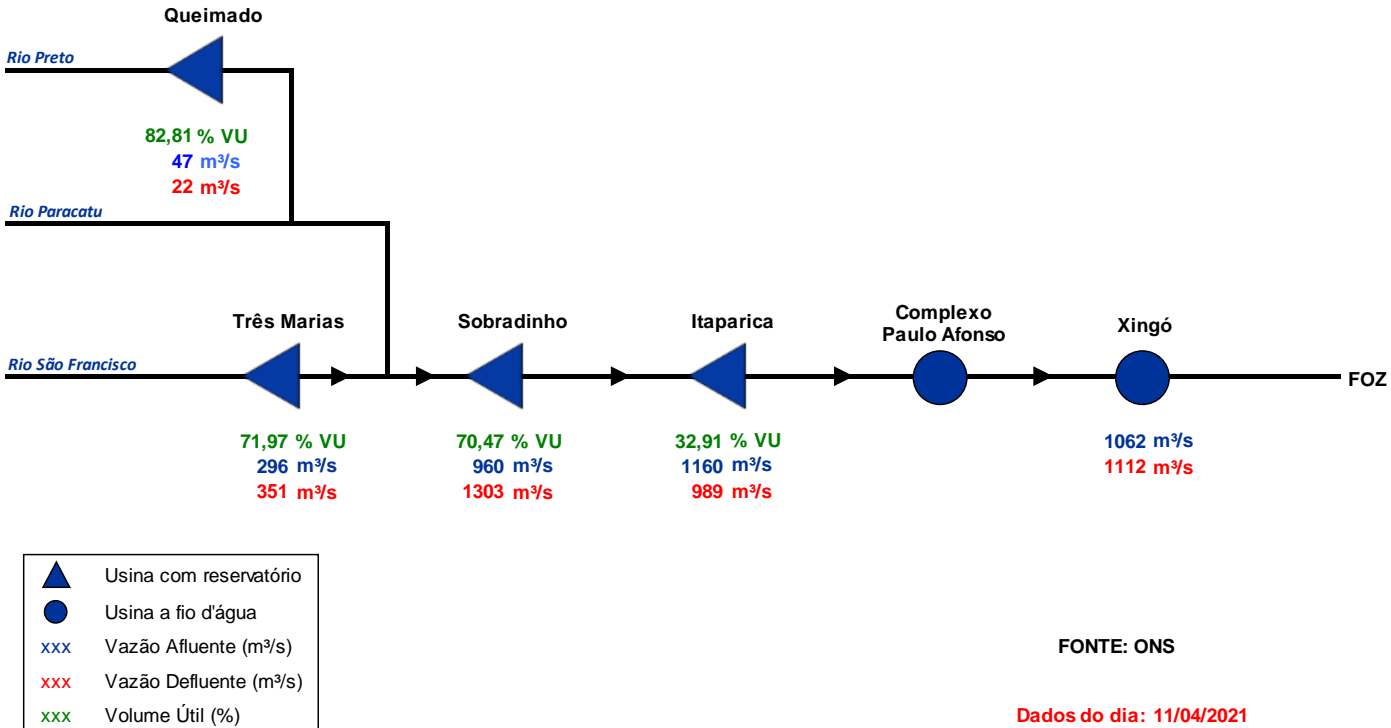 Queimado
Rio Preto
82,81 % VU
47 m³/s
22 m³/s
Rio Paracatu
Três Marias
Sobradinho
Itaparica
Complexo
Paulo Afonso
Xingó
Rio São Francisco
FOZ
71,97 % VU
296 m³/s
351 m³/s
70,47 % VU
960 m³/s
1303 m³/s
32,91 % VU
1160 m³/s
989 m³/s
1062 m³/s
1112 m³/s
Usina com reservatório
Usina a fio d'água
xxx Vazão Afluente (m³/s)
xxx Vazão Defluente (m³/s)
xxx Volume Útil (%)
FONTE: ONS
Dados do dia: 11/04/2021